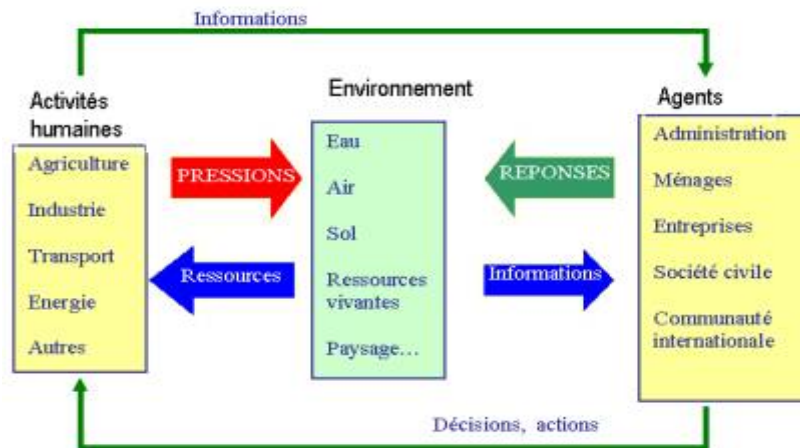 Informations
Activités
humaines
Agriculture
Industrie
Transport
Energie
Autres
PRESSIONS
Ressources
Environnement
Eau
Air
Sol
Ressources
vivantes
Paysage...
REPONSES
Informations
Agents
Administration
Ménages
Entreprises
Société civile
Communauté
internationale
Décisions, actions